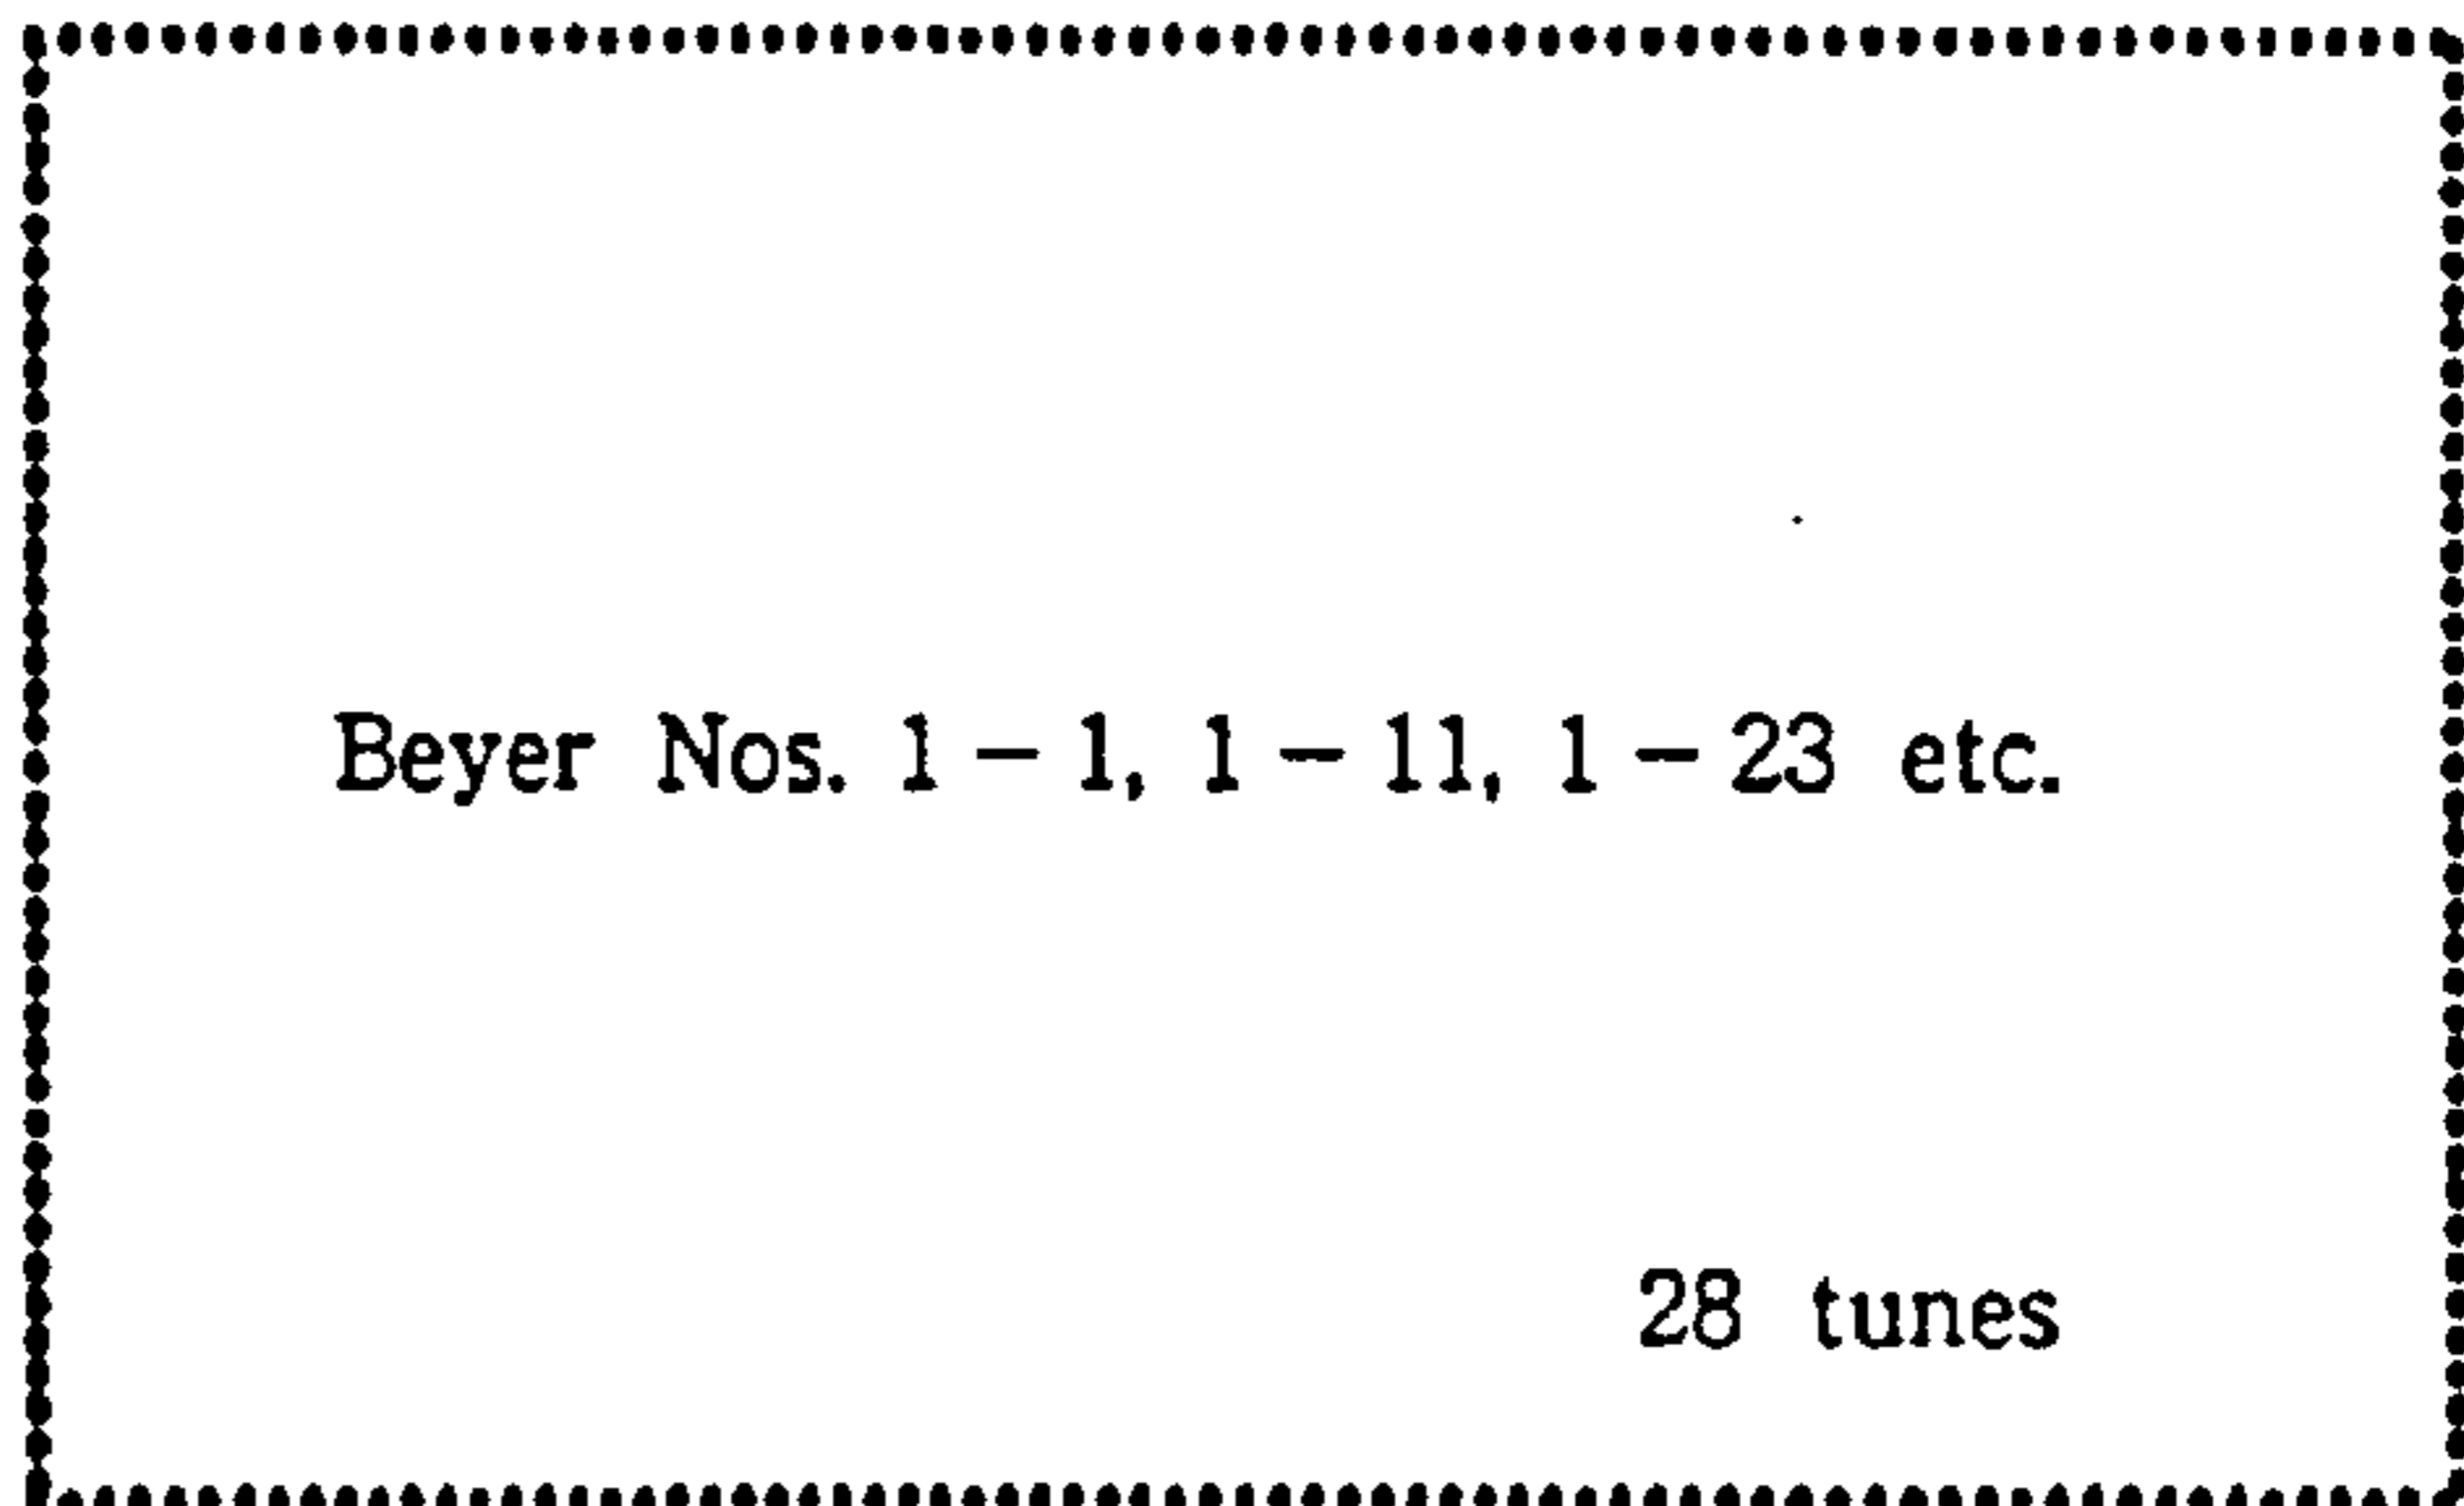 Beyer Nos. 1 – 1, 1 – 11, 1 – 23 etc.
28 tunes